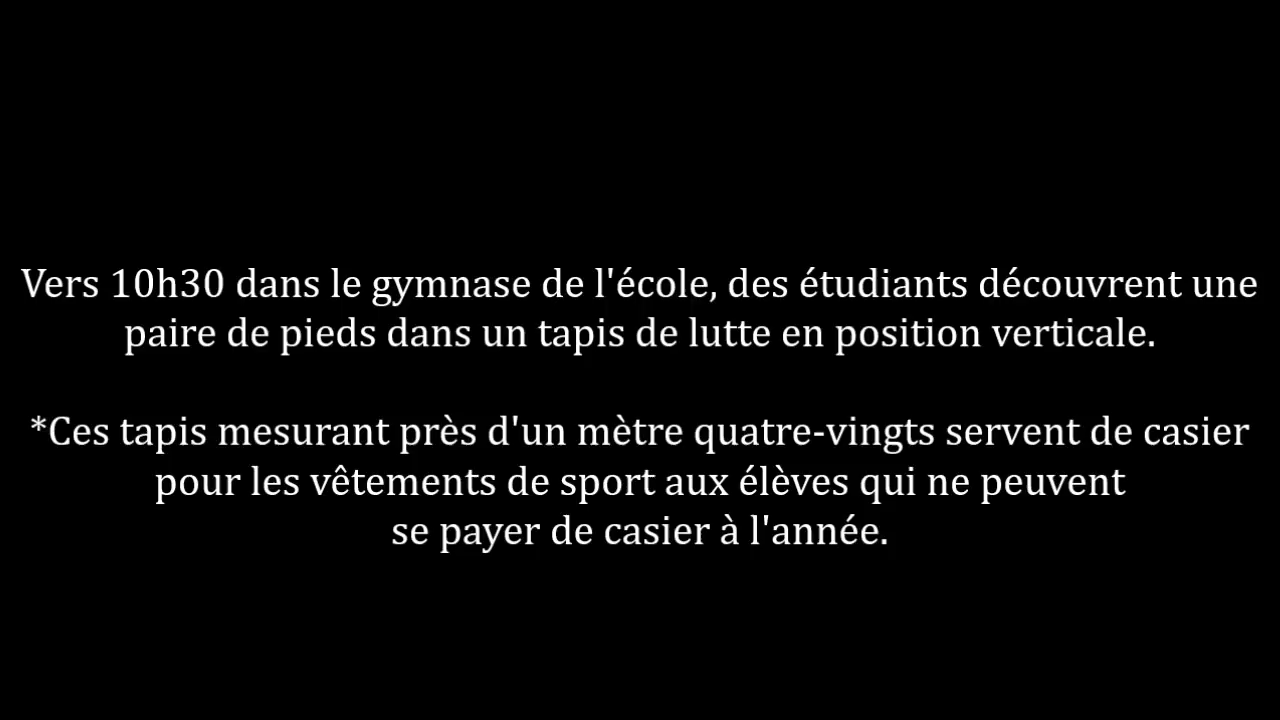 Vers 10h30 dans le gymnase de l'école, des étudiants découvrent une
paire de pieds dans un tapis de lutte en position verticale.
*Ces tapis mesurant près d'un mètre quatre-vingts servent de casier
pour les vêtements de sport aux élèves qui ne peuvent
se payer de casier à l'année.